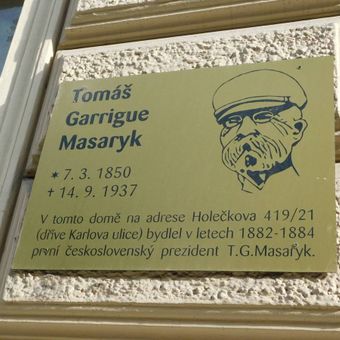 Tomáš
Garrigue
Masaryk
* 7. 3. 1850
+ 14. 9. 1937
V tomto domě na adrese Holečkova 419/21
(dříve Karlova ulice) bydlel v letech 1882-1884
první československý prezident T.G.Masařyk.